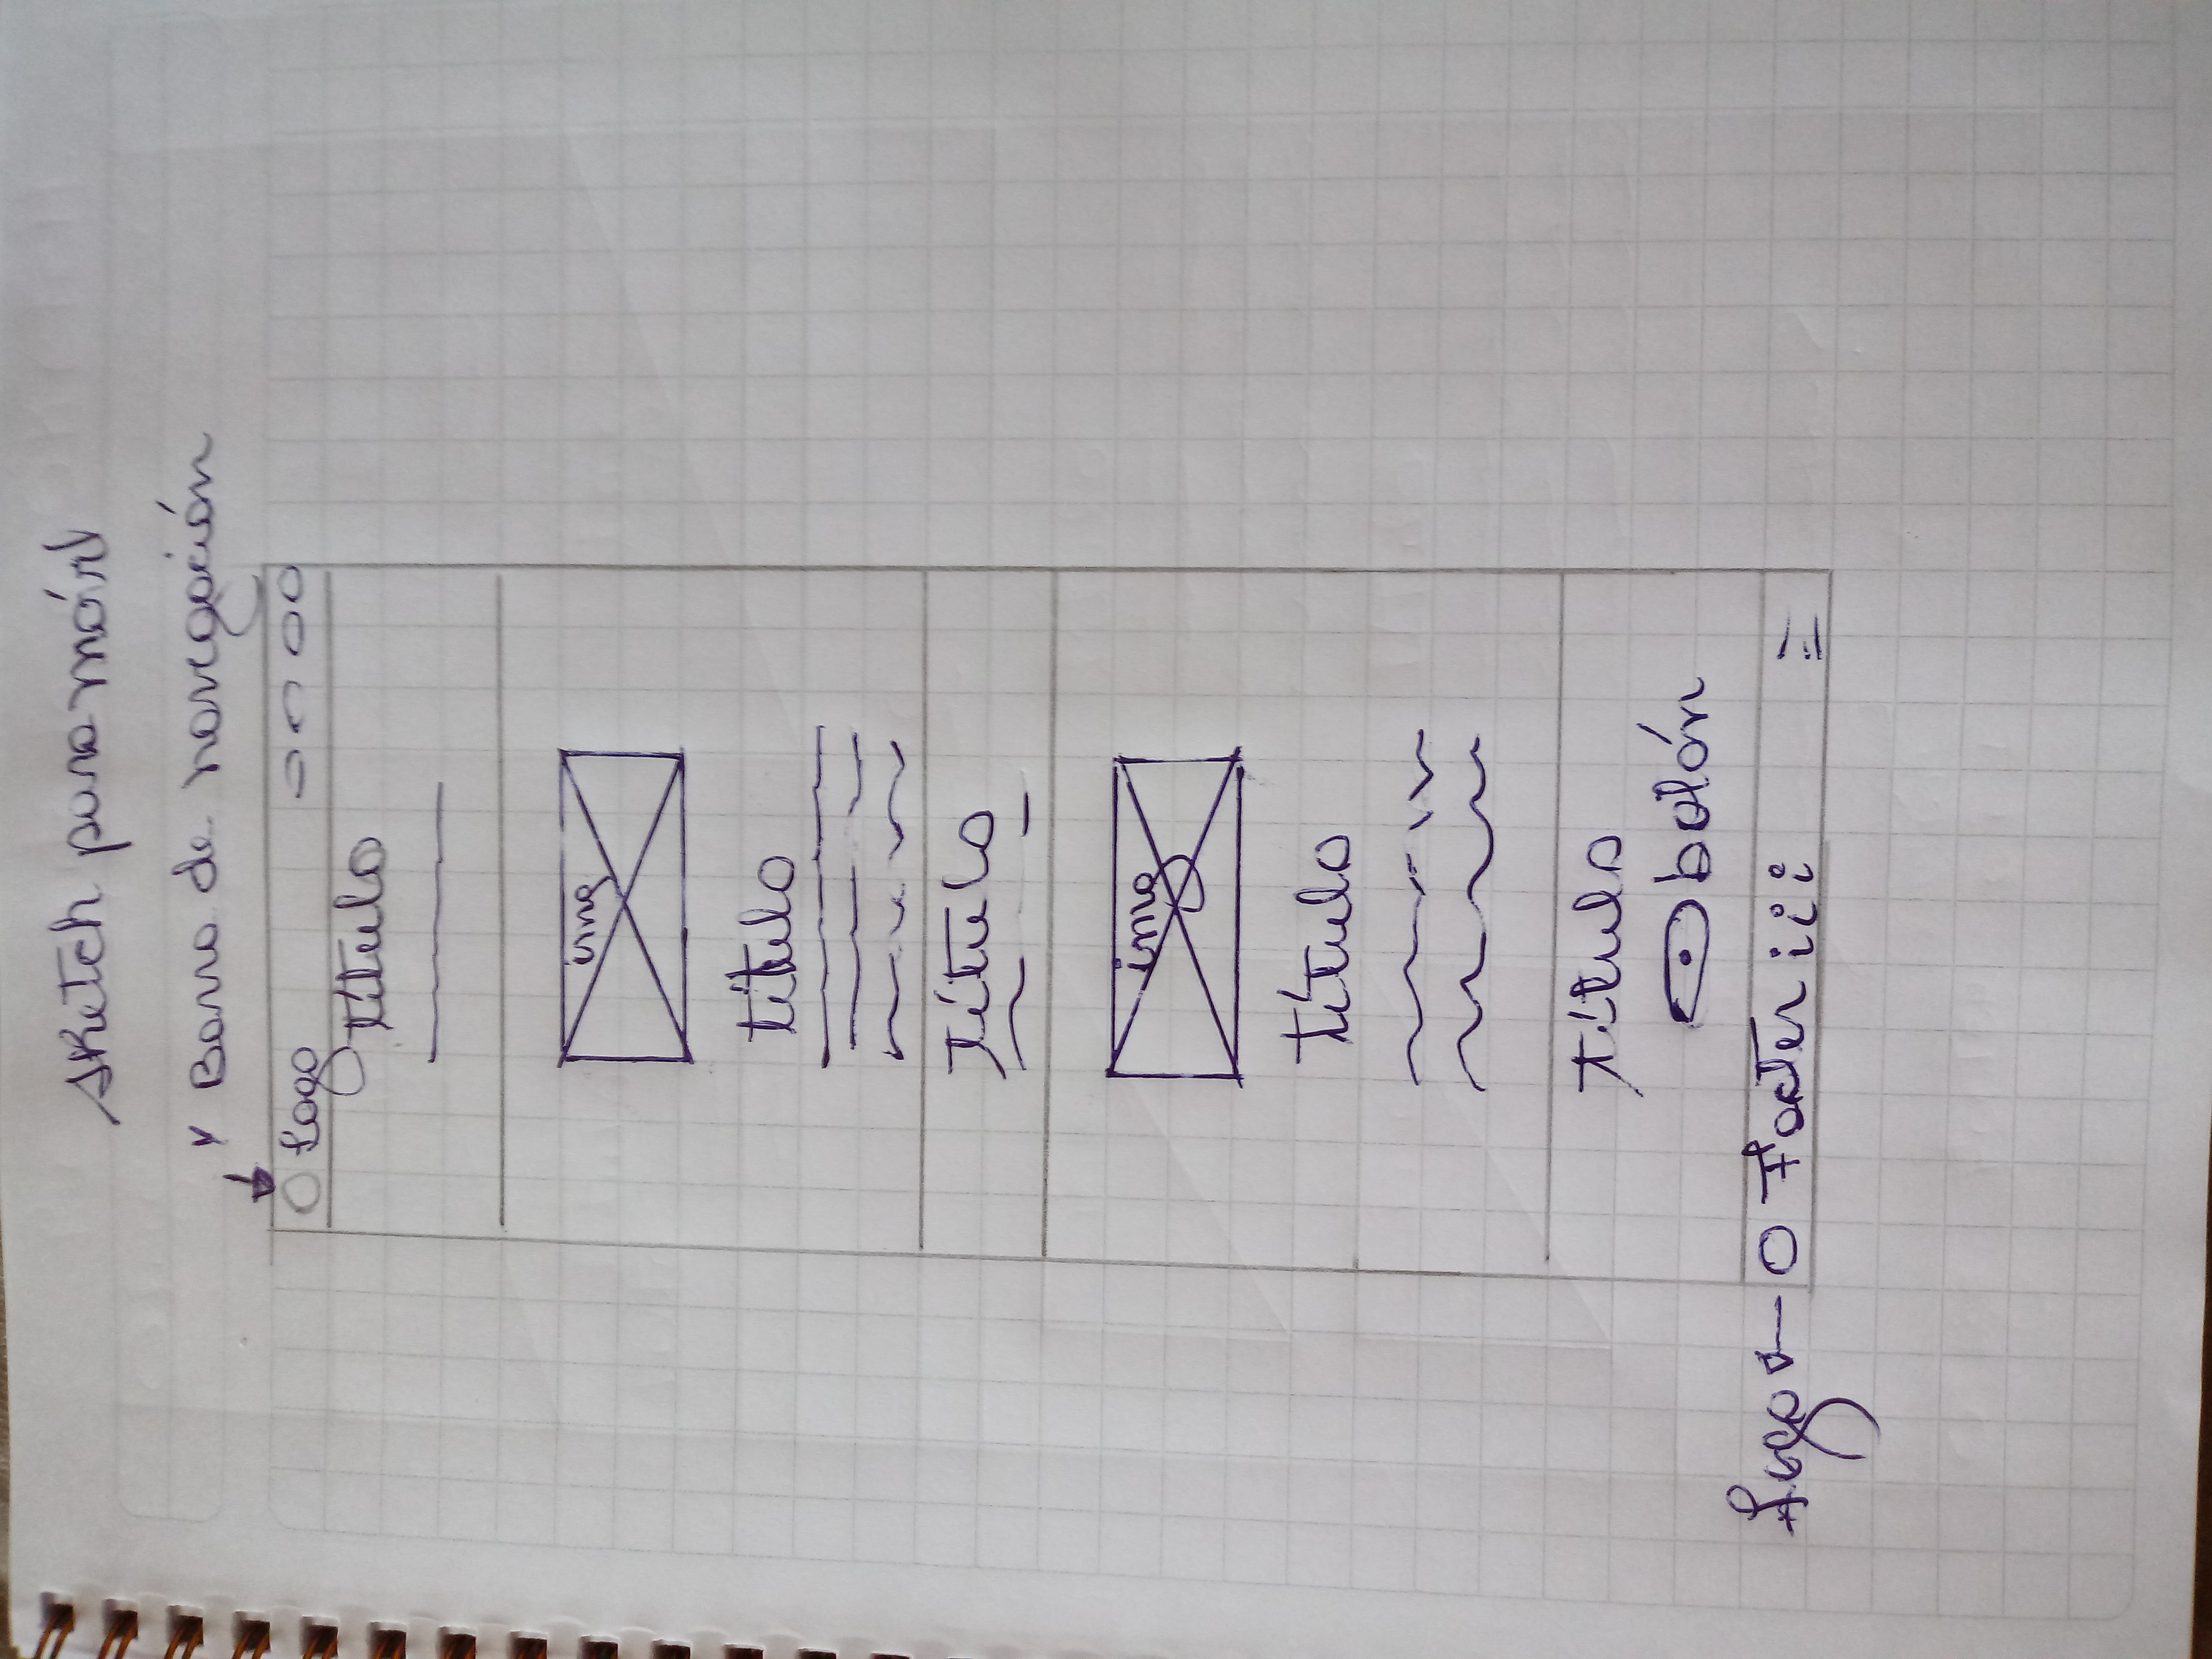 sketch para móvil
Barra de navegación
Logo
título
img
título
título
img
título
título
botón
Logo
Footer